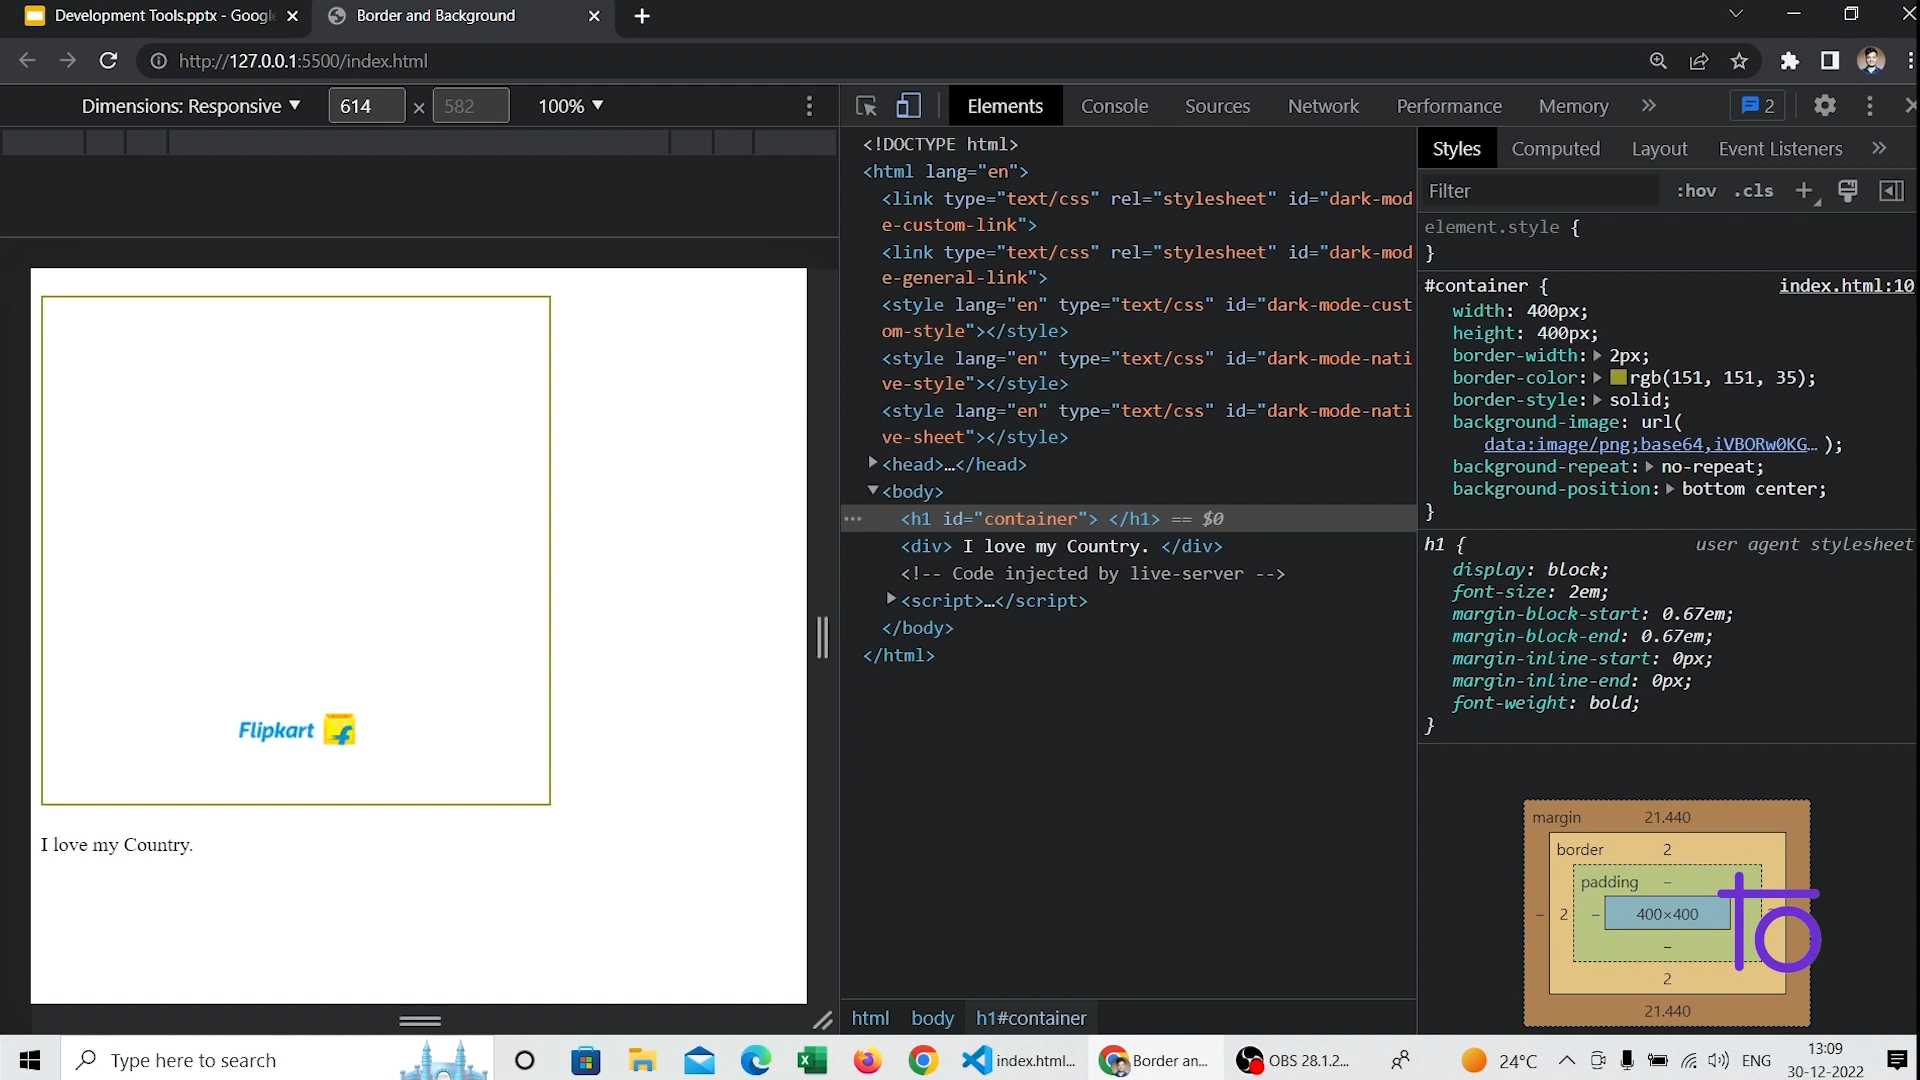 Development Tools.pptx - Google
Border and Background
http://127.0.0.1:5500/index.html
Dimensions: Responsive ▼ 614 × 582 100% ▼
Elements Console Sources Network Performance Memory » 2
<!DOCTYPE html>
<html lang="en">
<link type="text/css" rel="stylesheet" id="dark-mod
e-custom-link">
<link type="text/css" rel="stylesheet" id="dark-mod
e-general-link">
<style lang="en" type="text/css" id="dark-mode-cust
om-style"></style>
<style lang="en" type="text/css" id="dark-mode-nati
ve-style"></style>
<style lang="en" type="text/css" id="dark-mode-nati
ve-sheet"></style>
<head>…</head>
<body>
<h1 id="container"> </h1> == $0
<div> I love my Country. </div>
<!-- Code injected by live-server -->
<script>…</script>
</body>
</html>
html body h1#container
Styles Computed Layout Event Listeners »
Filter :hov .cls +
element.style {
}
#container { index.html:10
width: 400px;
height: 400px;
border-width: 2px;
border-color: rgb(151, 151, 35);
border-style: solid;
background-image: url(
data:image/png;base64,iVBORw0KG… );
background-repeat: no-repeat;
background-position: bottom center;
}
h1 { user agent stylesheet
display: block;
font-size: 2em;
margin-block-start: 0.67em;
margin-block-end: 0.67em;
margin-inline-start: 0px;
margin-inline-end: 0px;
font-weight: bold;
}
margin 21.440
border 2
padding –
– 2 – 400×400
–
2
21.440
Flipkart
I love my Country.
Type here to search
index.html...
Border an...
OBS 28.1.2...
24°C
ENG
13:09
30-12-2022